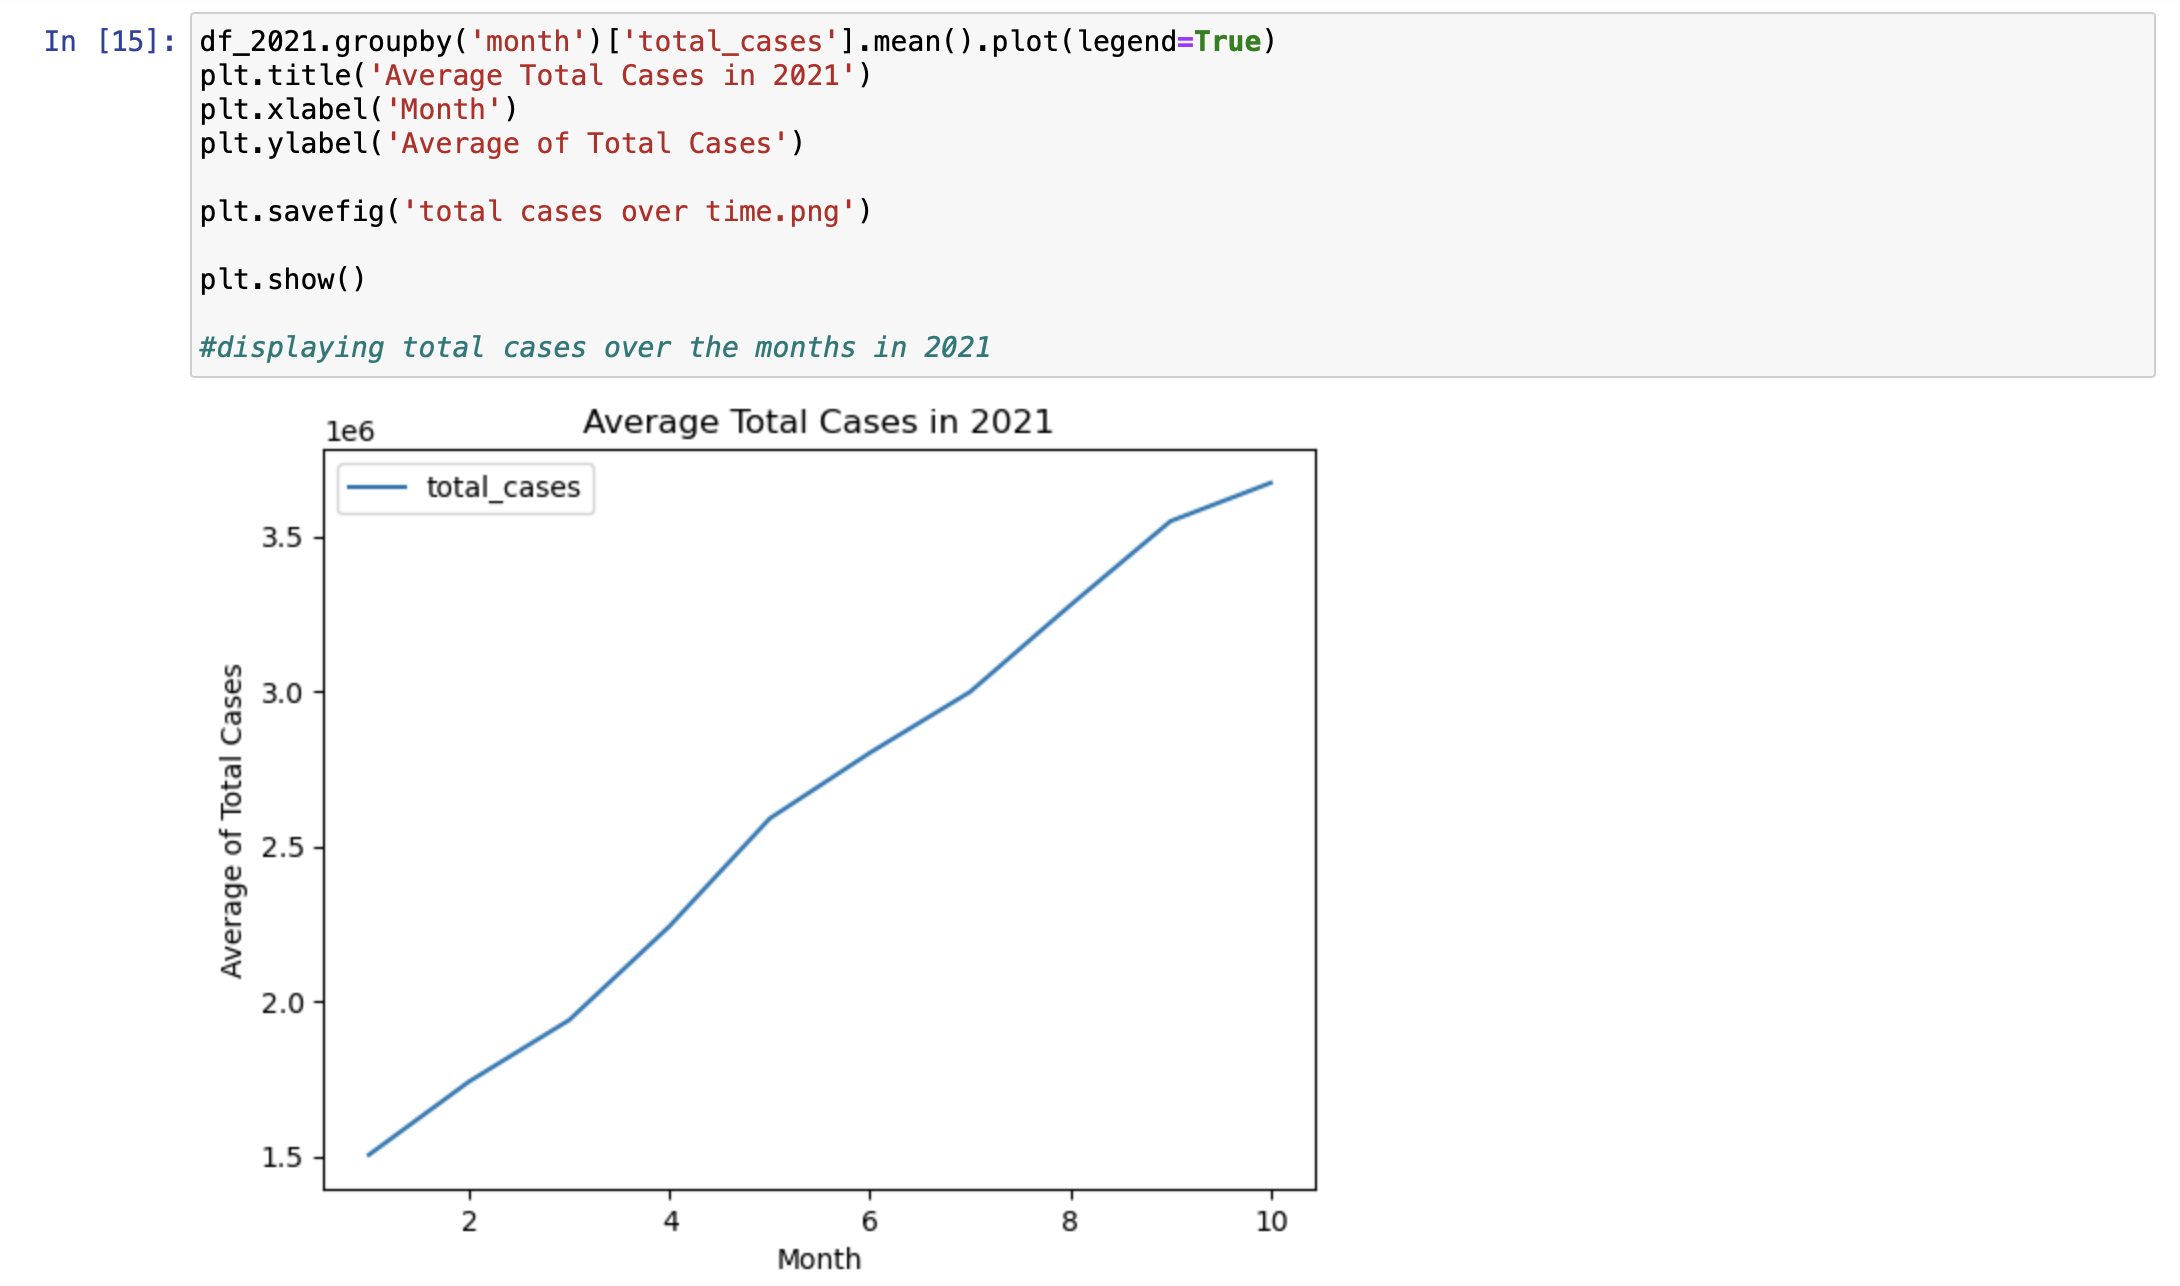 In [15]: df_2021.groupby('month')['total_cases'].mean().plot(legend=True)
plt.title('Average Total Cases in 2021')
plt.xlabel('Month')
plt.ylabel('Average of Total Cases')
plt.savefig('total cases over time.png')
plt.show()
#displaying total cases over the months in 2021
Average Total Cases in 2021
1e6
total_cases
3.5
3.0
2.5
2.0
1.5
Average of Total Cases
2 4 6 8 10
Month